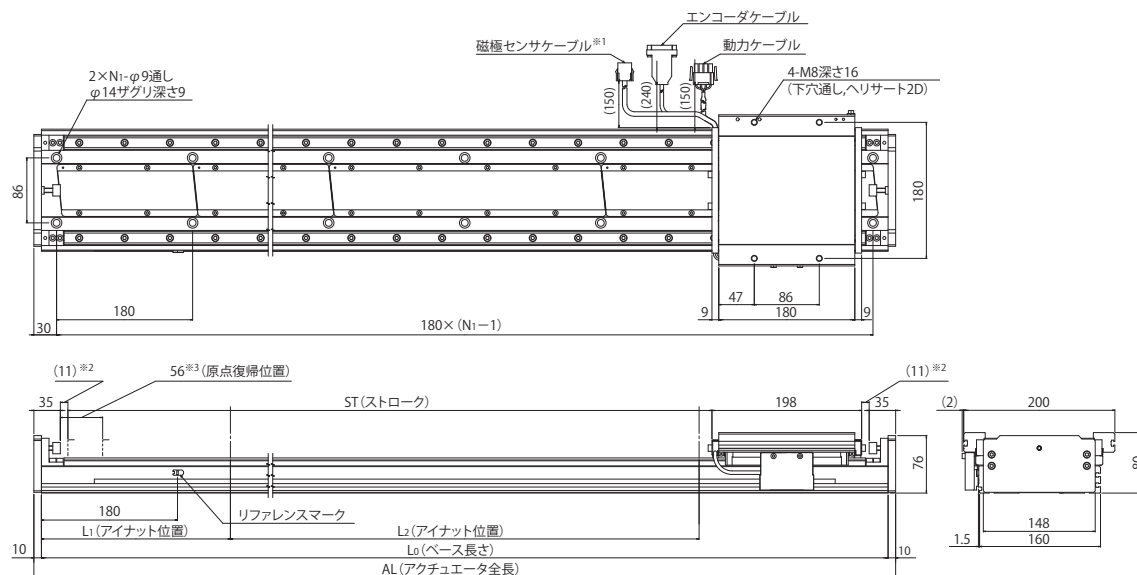 エンコーダケーブル
磁極センサケーブル※1
動力ケーブル
2×N1-φ9通し
φ14ザグリ深さ9
4-M8深さ16
(下穴通し,ヘリサート2D)
(150)
(240)
(150)
86
180
47
86
9
180
9
180
30
180×(N1-1)
(11)※2
56※3(原点復帰位置)
(11)※2
35
ST(ストローク)
198
35
(2)
200
76
180
リファレンスマーク
148
1.5
160
L1(アイナット位置)
L2(アイナット位置)
10
L0(ベース長さ)
10
AL(アクチュエータ全長)